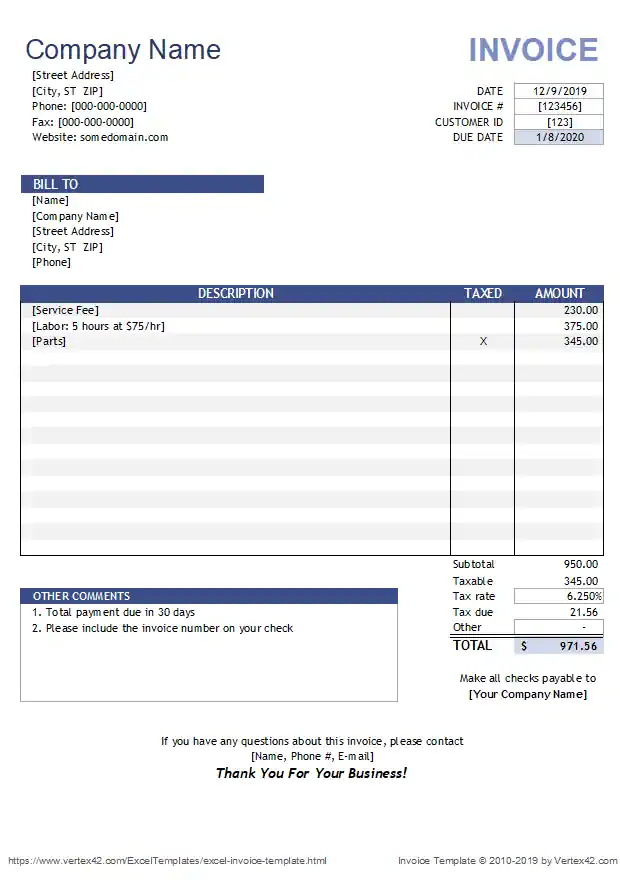 Company Name
INVOICE
[Street Address]
[City, ST  ZIP]
DATE 12/9/2019
Phone: [000-000-0000]
INVOICE # [123456]
Fax: [000-000-0000]
CUSTOMER ID [123]
Website: somedomain.com
DUE DATE 1/8/2020
BILL TO
[Name]
[Company Name]
[Street Address]
[City, ST  ZIP]
[Phone]
DESCRIPTION TAXED AMOUNT
[Service Fee] 230.00
[Labor: 5 hours at $75/hr] 375.00
[Parts] X 345.00
Subtotal 950.00
Taxable 345.00
Tax rate 6.250%
Tax due 21.56
Other -
TOTAL $ 971.56
OTHER COMMENTS
1. Total payment due in 30 days
2. Please include the invoice number on your check
Make all checks payable to
[Your Company Name]
If you have any questions about this invoice, please contact
[Name, Phone #, E-mail]
Thank You For Your Business!
https://www.vertex42.com/ExcelTemplates/excel-invoice-template.html
Invoice Template © 2010-2019 by Vertex42.com